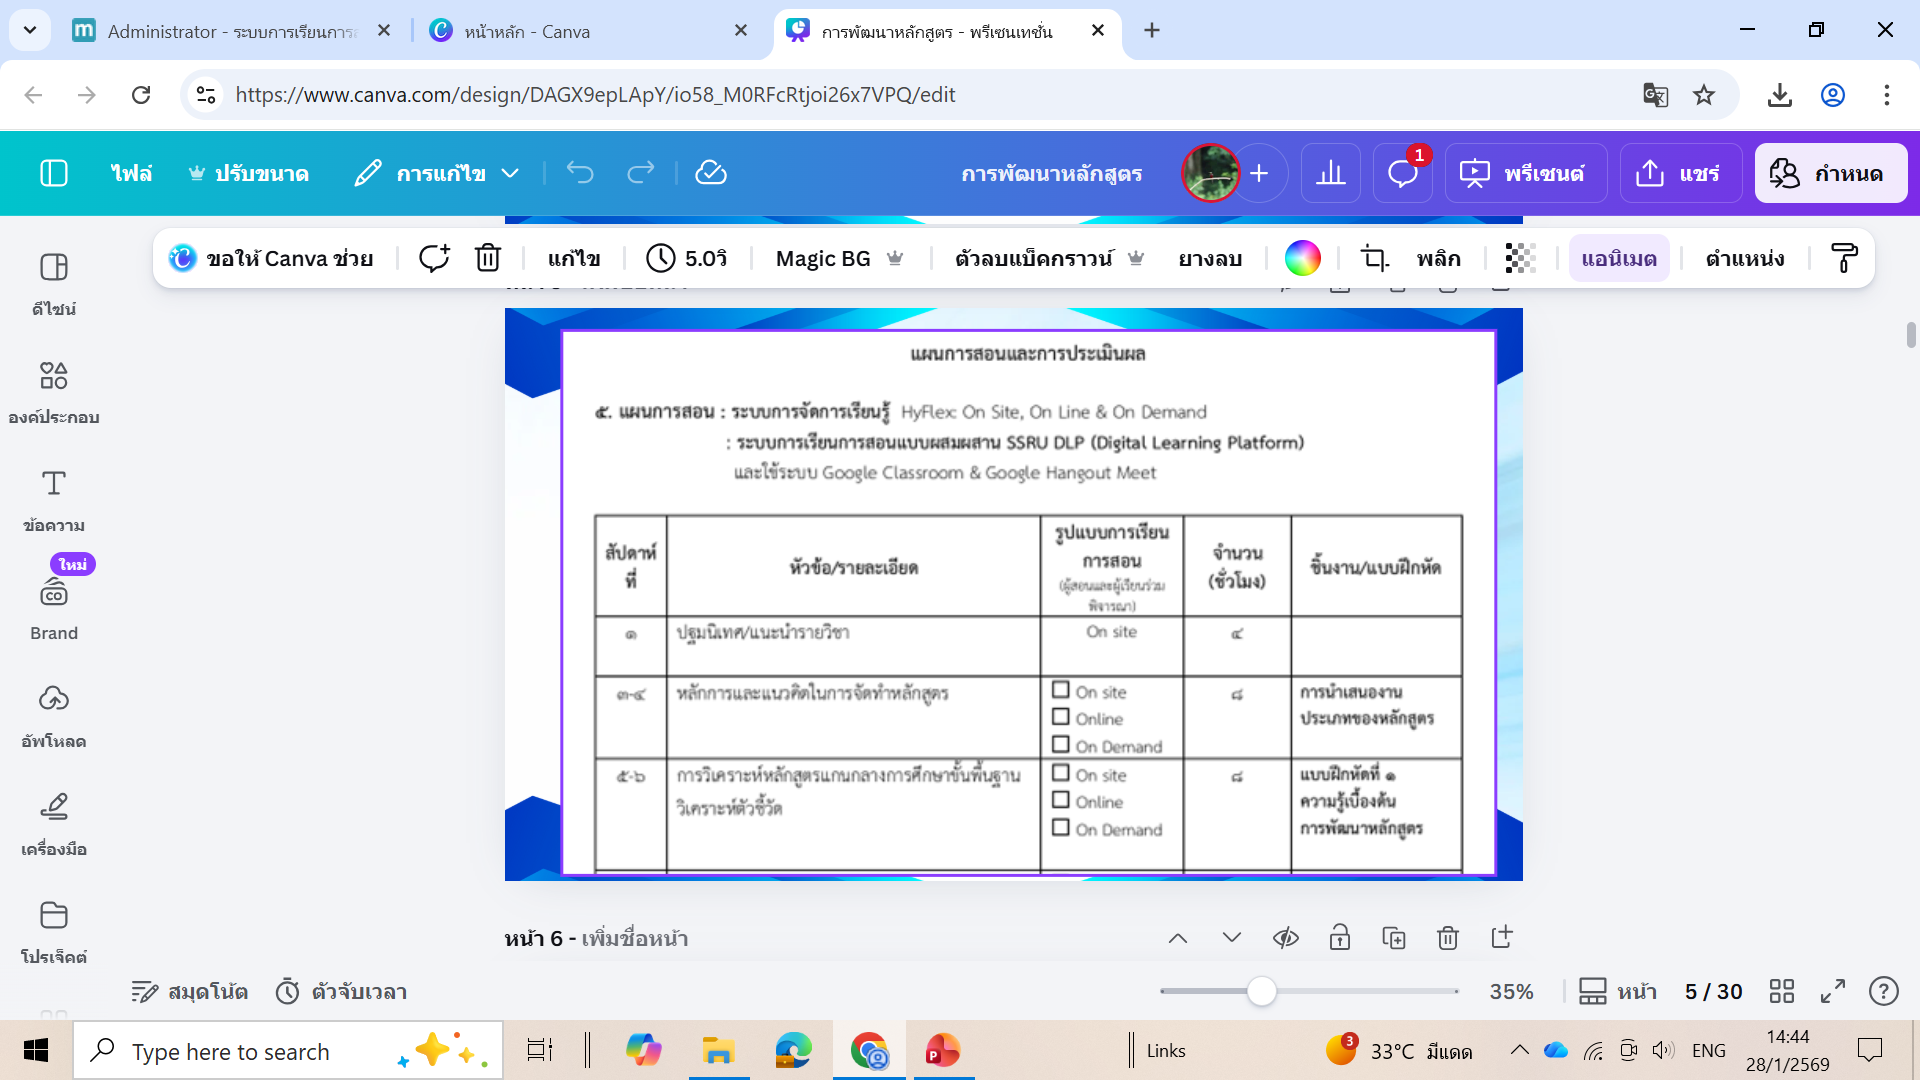 Administrator - ระบบการเรียนการส
หน้าหลัก - Canva
การพัฒนาหลักสูตร - พรีเซนเทชั่น
https://www.canva.com/design/DAGX9epLApY/io58_M0RFcRtjoi26x7VPQ/edit
ไฟล์
ปรับขนาด
การแก้ไข
การพัฒนาหลักสูตร
1
พรีเซนต์
แชร์
กำหนด
ขอให้ Canva ช่วย
แก้ไข
5.0วิ
Magic BG
ตัวลบแบ็คกราวน์
ยางลบ
พลิก
แอนิเมต
ตำแหน่ง
ดีไซน์
องค์ประกอบ
ข้อความ
ใหม่
Brand
อัพโหลด
เครื่องมือ
โปรเจ็คต์
แผนการสอนและการประเมินผล
๕. แผนการสอน : ระบบการจัดการเรียนรู้ HyFlex: On Site, On Line & On Demand
: ระบบการเรียนการสอนแบบผสมผสาน SSRU DLP (Digital Learning Platform)
และใช้ระบบ Google Classroom & Google Hangout Meet
สัปดาห์
ที่
หัวข้อ/รายละเอียด
รูปแบบการเรียน
การสอน
(ผู้สอนและผู้เรียนร่วม
พิจารณา)
จำนวน
(ชั่วโมง)
ชิ้นงาน/แบบฝึกหัด
๑
ปฐมนิเทศ/แนะนำรายวิชา
On site
๔
๓-๔
หลักการและแนวคิดในการจัดทำหลักสูตร
On site
Online
On Demand
๘
การนำเสนองาน
ประเภทของหลักสูตร
๕-๖
การวิเคราะห์หลักสูตรแกนกลางการศึกษาขั้นพื้นฐาน
วิเคราะห์ตัวชี้วัด
On site
Online
On Demand
๘
แบบฝึกหัดที่ ๑
ความรู้เบื้องต้น
การพัฒนาหลักสูตร
หน้า 6 - เพิ่มชื่อหน้า
สมุดโน้ต
ตัวจับเวลา
35%
หน้า
5 / 30
Type here to search
Links
3
33°C มีแดด
ENG
14:44
28/1/2569